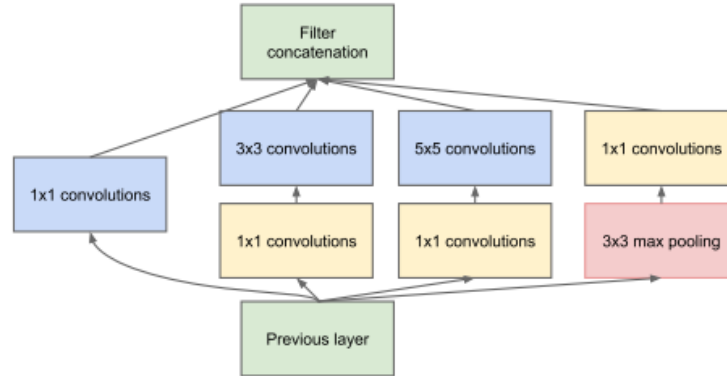 Filter
concatenation
3x3 convolutions
5x5 convolutions
1x1 convolutions
1x1 convolutions
1x1 convolutions
1x1 convolutions
3x3 max pooling
Previous layer